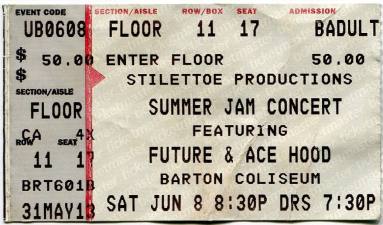 EVENT CODE SECTION/AISLE ROW/BOX SEAT ADMISSION
UB0608 FLOOR 11 17 BADULT
$ 50.00 ENTER FLOOR 50.00
$ STILETTOE PRODUCTIONS
SECTION/AISLE
FLOOR SUMMER JAM CONCERT
CA 4X FEATURING
ROW SEAT
11 17 FUTURE & ACE HOOD
BRT601B BARTON COLISEUM
31MAY13 SAT JUN 8 8:30P DRS 7:30P